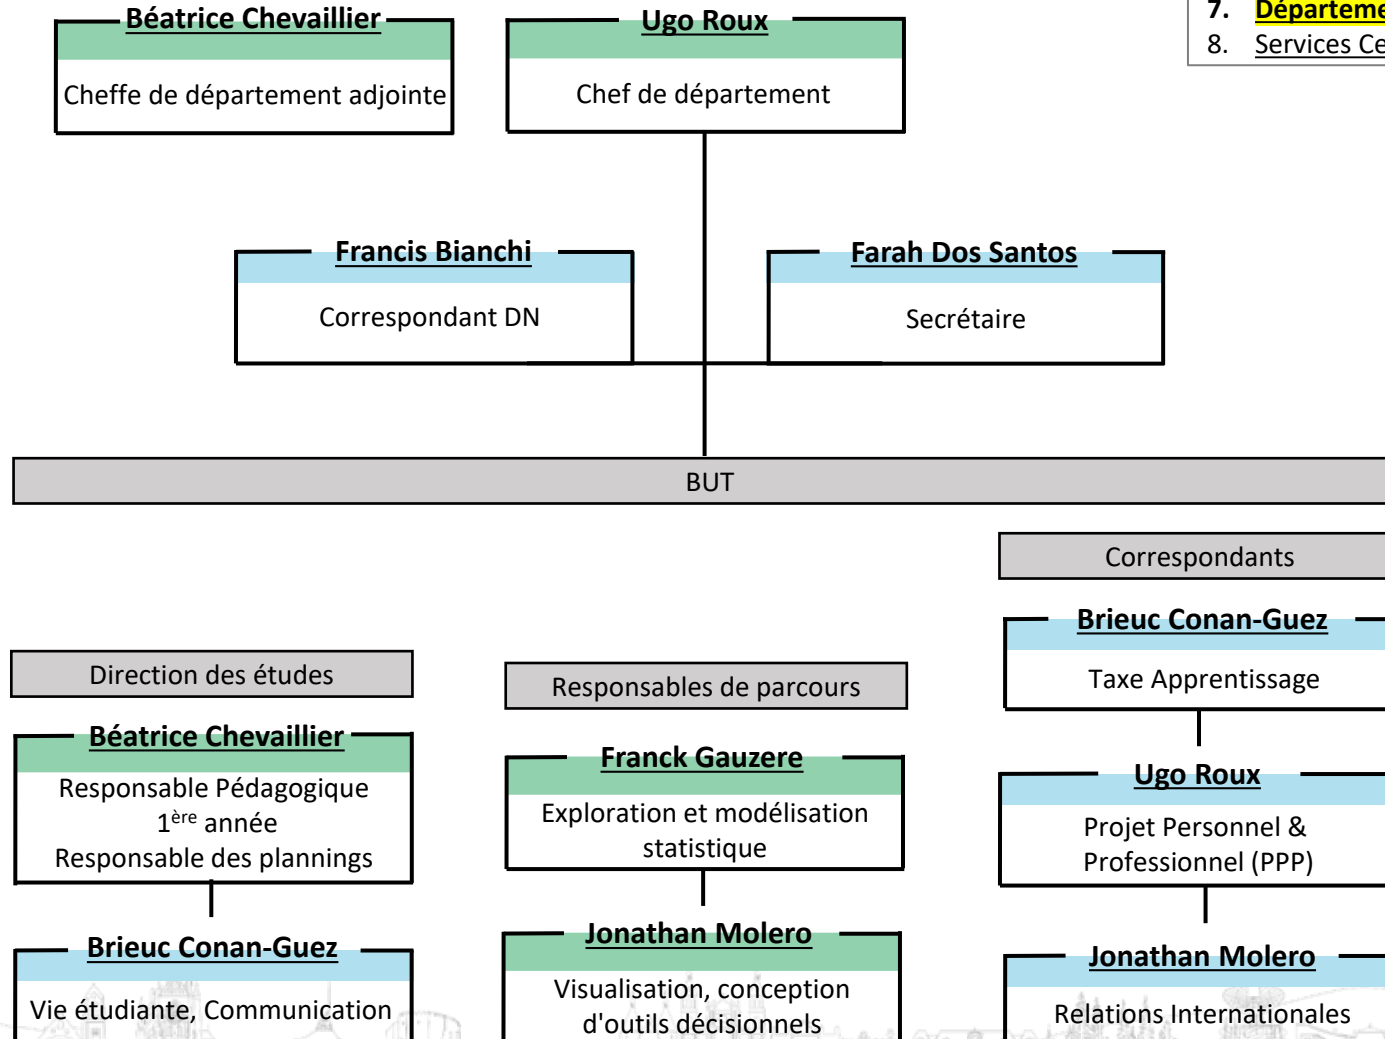 Béatrice Chevaillier
Cheffe de département adjointe
Ugo Roux
Chef de département
7. Départeme
8. Services Ce
Francis Bianchi
Correspondant DN
Farah Dos Santos
Secrétaire
BUT
Direction des études
Béatrice Chevaillier
Responsable Pédagogique
1ère année
Responsable des plannings
Brieuc Conan-Guez
Vie étudiante, Communication
Responsables de parcours
Franck Gauzere
Exploration et modélisation
statistique
Jonathan Molero
Visualisation, conception
d'outils décisionnels
Correspondants
Brieuc Conan-Guez
Taxe Apprentissage
Ugo Roux
Projet Personnel &
Professionnel (PPP)
Jonathan Molero
Relations Internationales